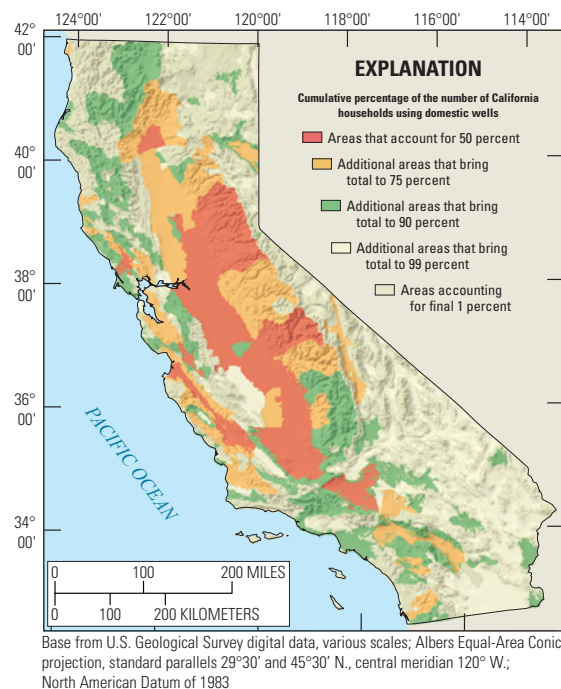 124°00' 122°00' 120°00' 118°00' 116°00' 114°00'
42°
00'
EXPLANATION
Cumulative percentage of the number of California
households using domestic wells
Areas that account for 50 percent
Additional areas that bring
total to 75 percent
Additional areas that bring
total to 90 percent
Additional areas that bring
total to 99 percent
Areas accounting
for final 1 percent
40°
00'
38°
00'
36°
00'
34°
00'
PACIFIC OCEAN
0 100 200 MILES
0 100 200 KILOMETERS
Base from U.S. Geological Survey digital data, various scales; Albers Equal-Area Conic
projection, standard parallels 29°30' and 45°30' N., central meridian 120° W.;
North American Datum of 1983